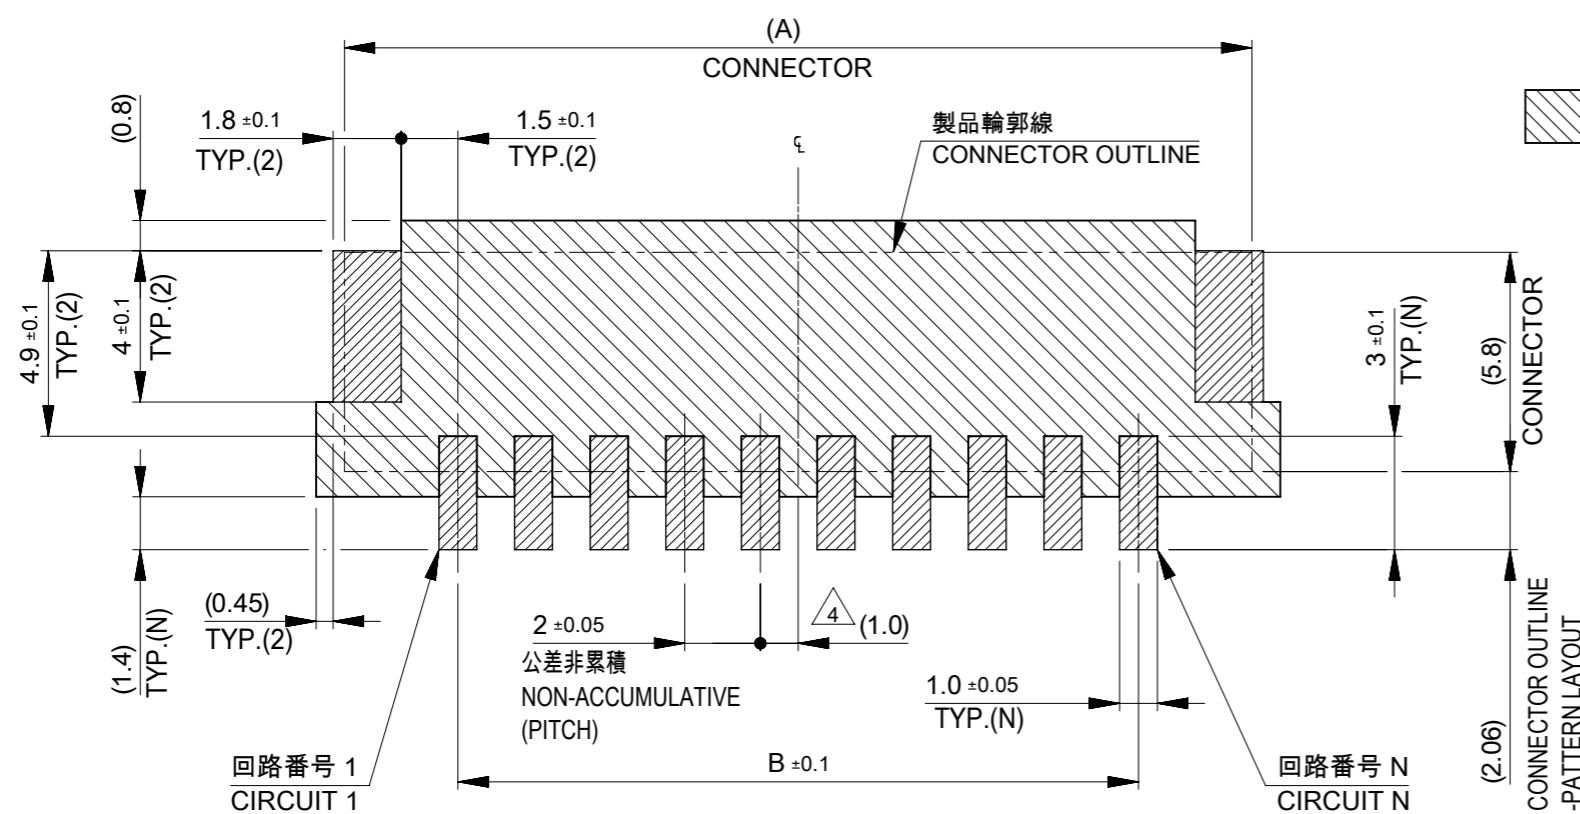 (A)
CONNECTOR
(0.8)
1.8 ±0.1
TYP.(2)
1.5 ±0.1
TYP.(2)
℄
製品輪郭線
CONNECTOR OUTLINE
4.9 ±0.1
TYP.(2)
4 ±0.1
TYP.(2)
3 ±0.1
TYP.(N)
(5.8)
CONNECTOR
(1.4)
TYP.(N)
(0.45)
TYP.(2)
2 ±0.05
公差非累積
NON-ACCUMULATIVE
(PITCH)
4
(1.0)
1.0 ±0.05
TYP.(N)
(2.06)
CONNECTOR OUTLINE
-PATTERN LAYOUT
回路番号 1
CIRCUIT 1
B ±0.1
回路番号 N
CIRCUIT N